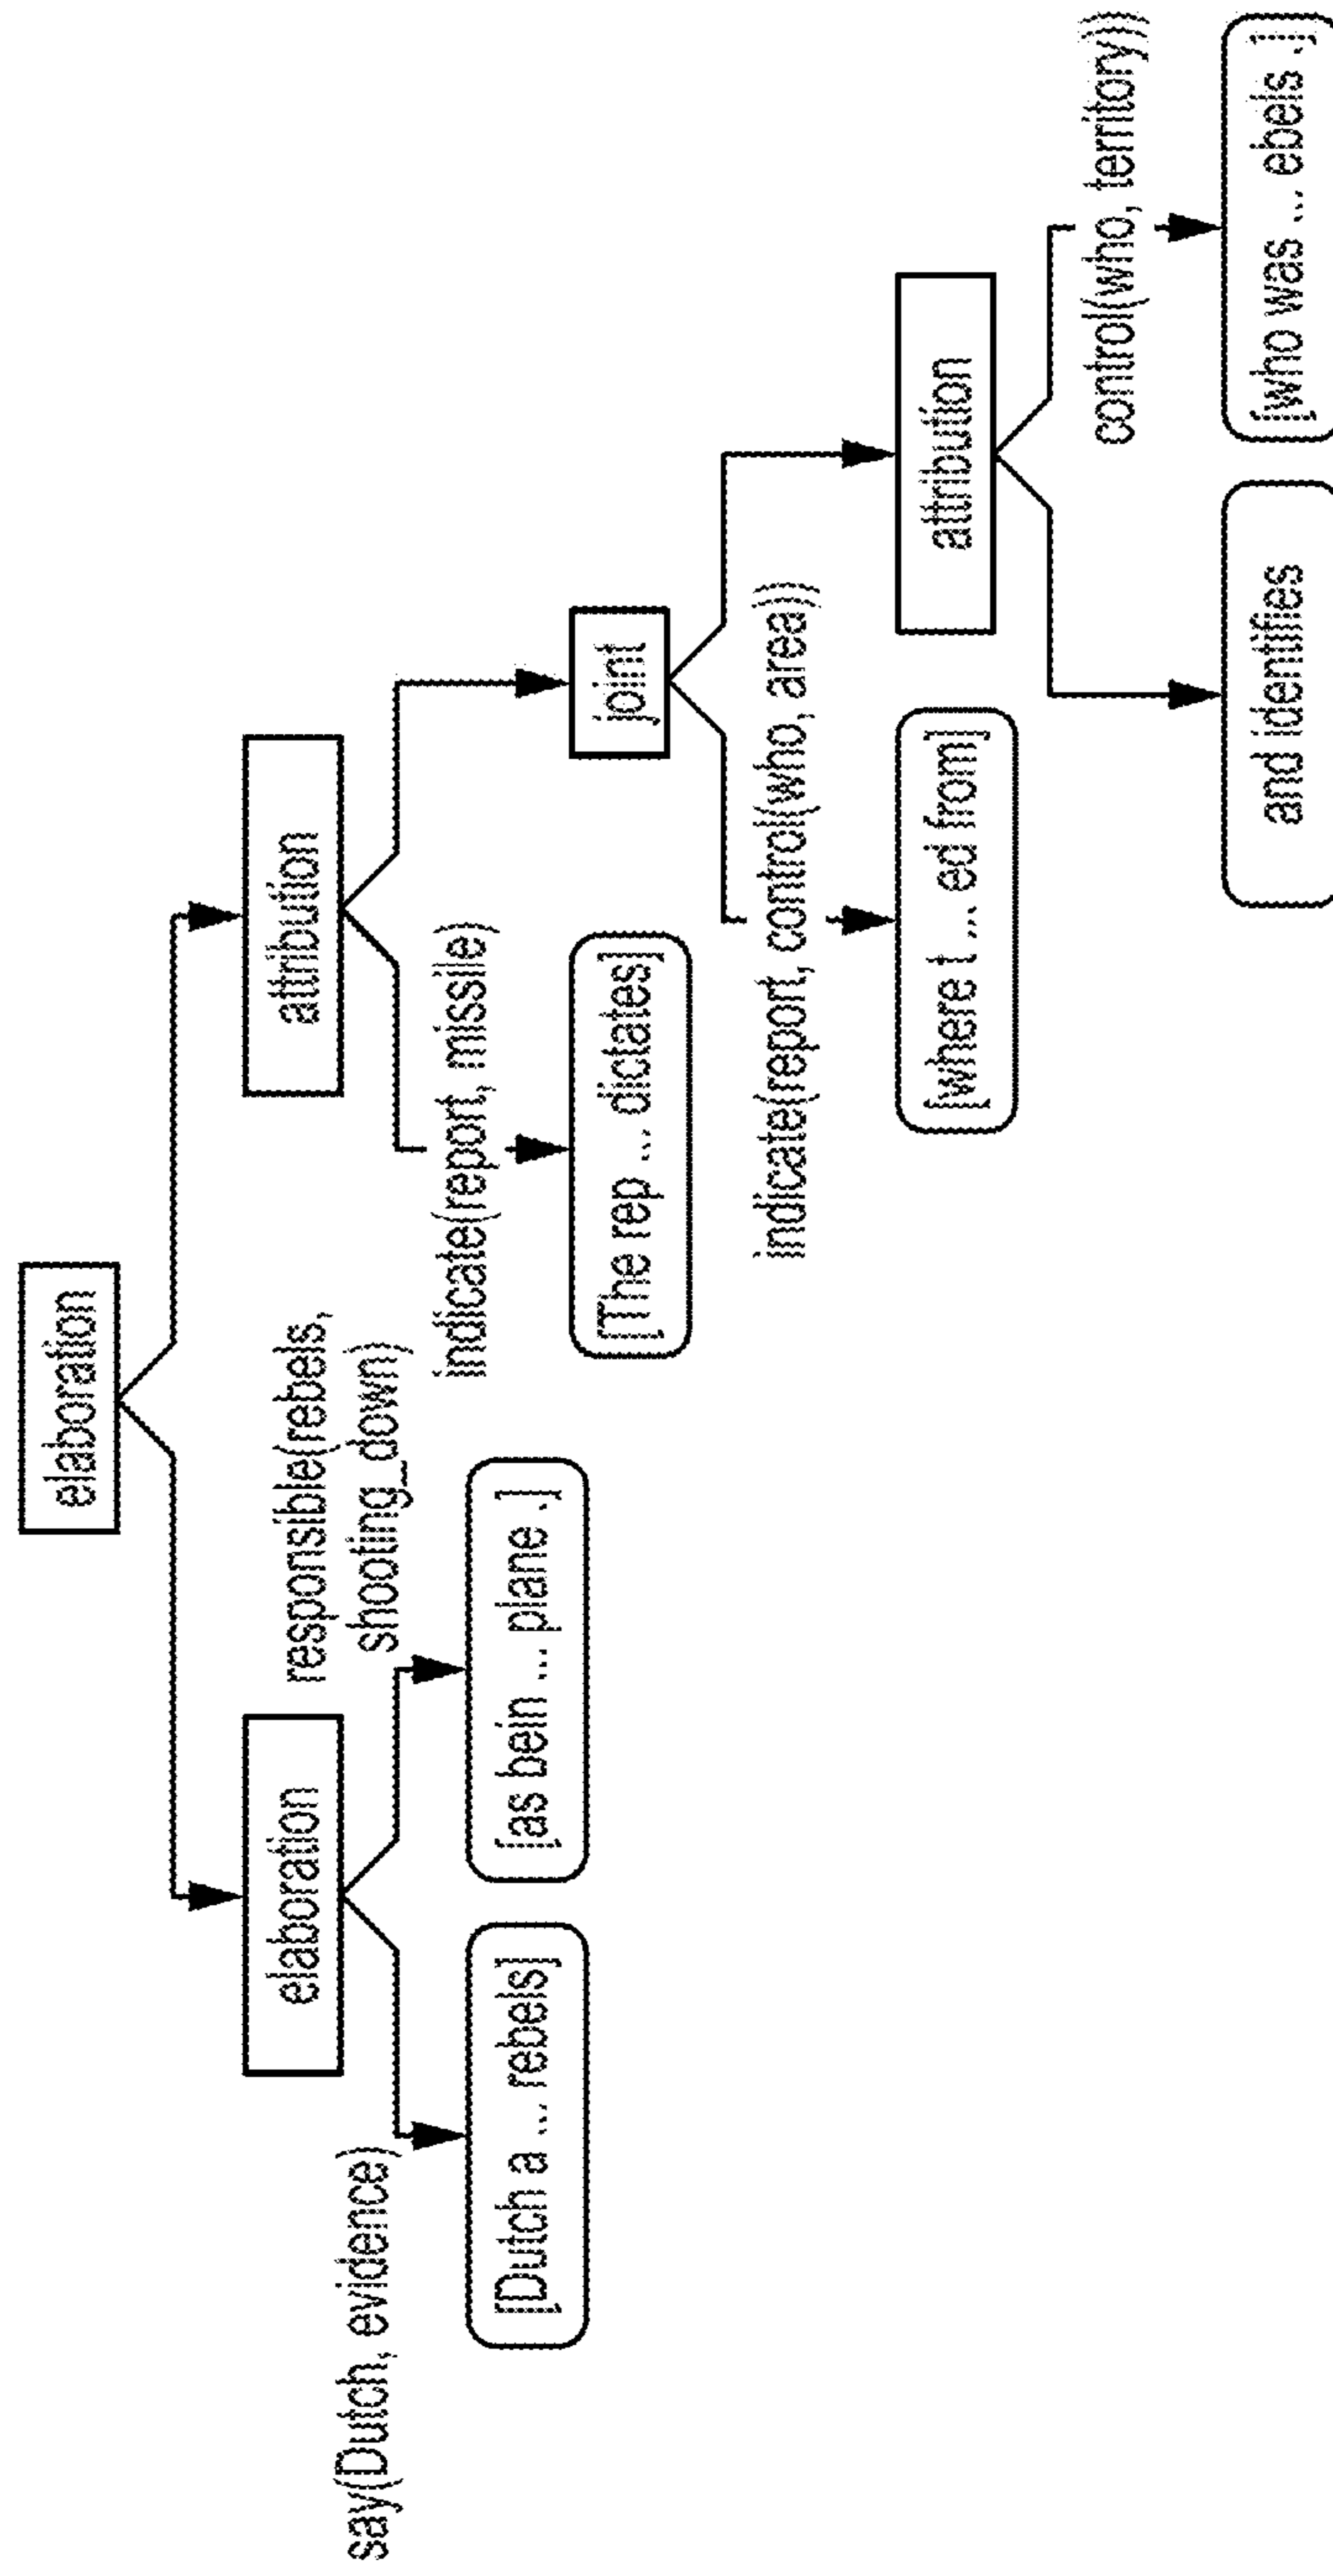 elaboration
elaboration
attribution
say(Dutch, evidence)
responsible(rebels,
shooting_down)
indicate(report, missile)
[Dutch a ... rebels]
[as bein ... plane .]
[The rep ... dictates]
joint
indicate(report, control(who, area))
[where t ... ed from]
attribution
control(who, territory))
and identifies
[who was ... ebels .]